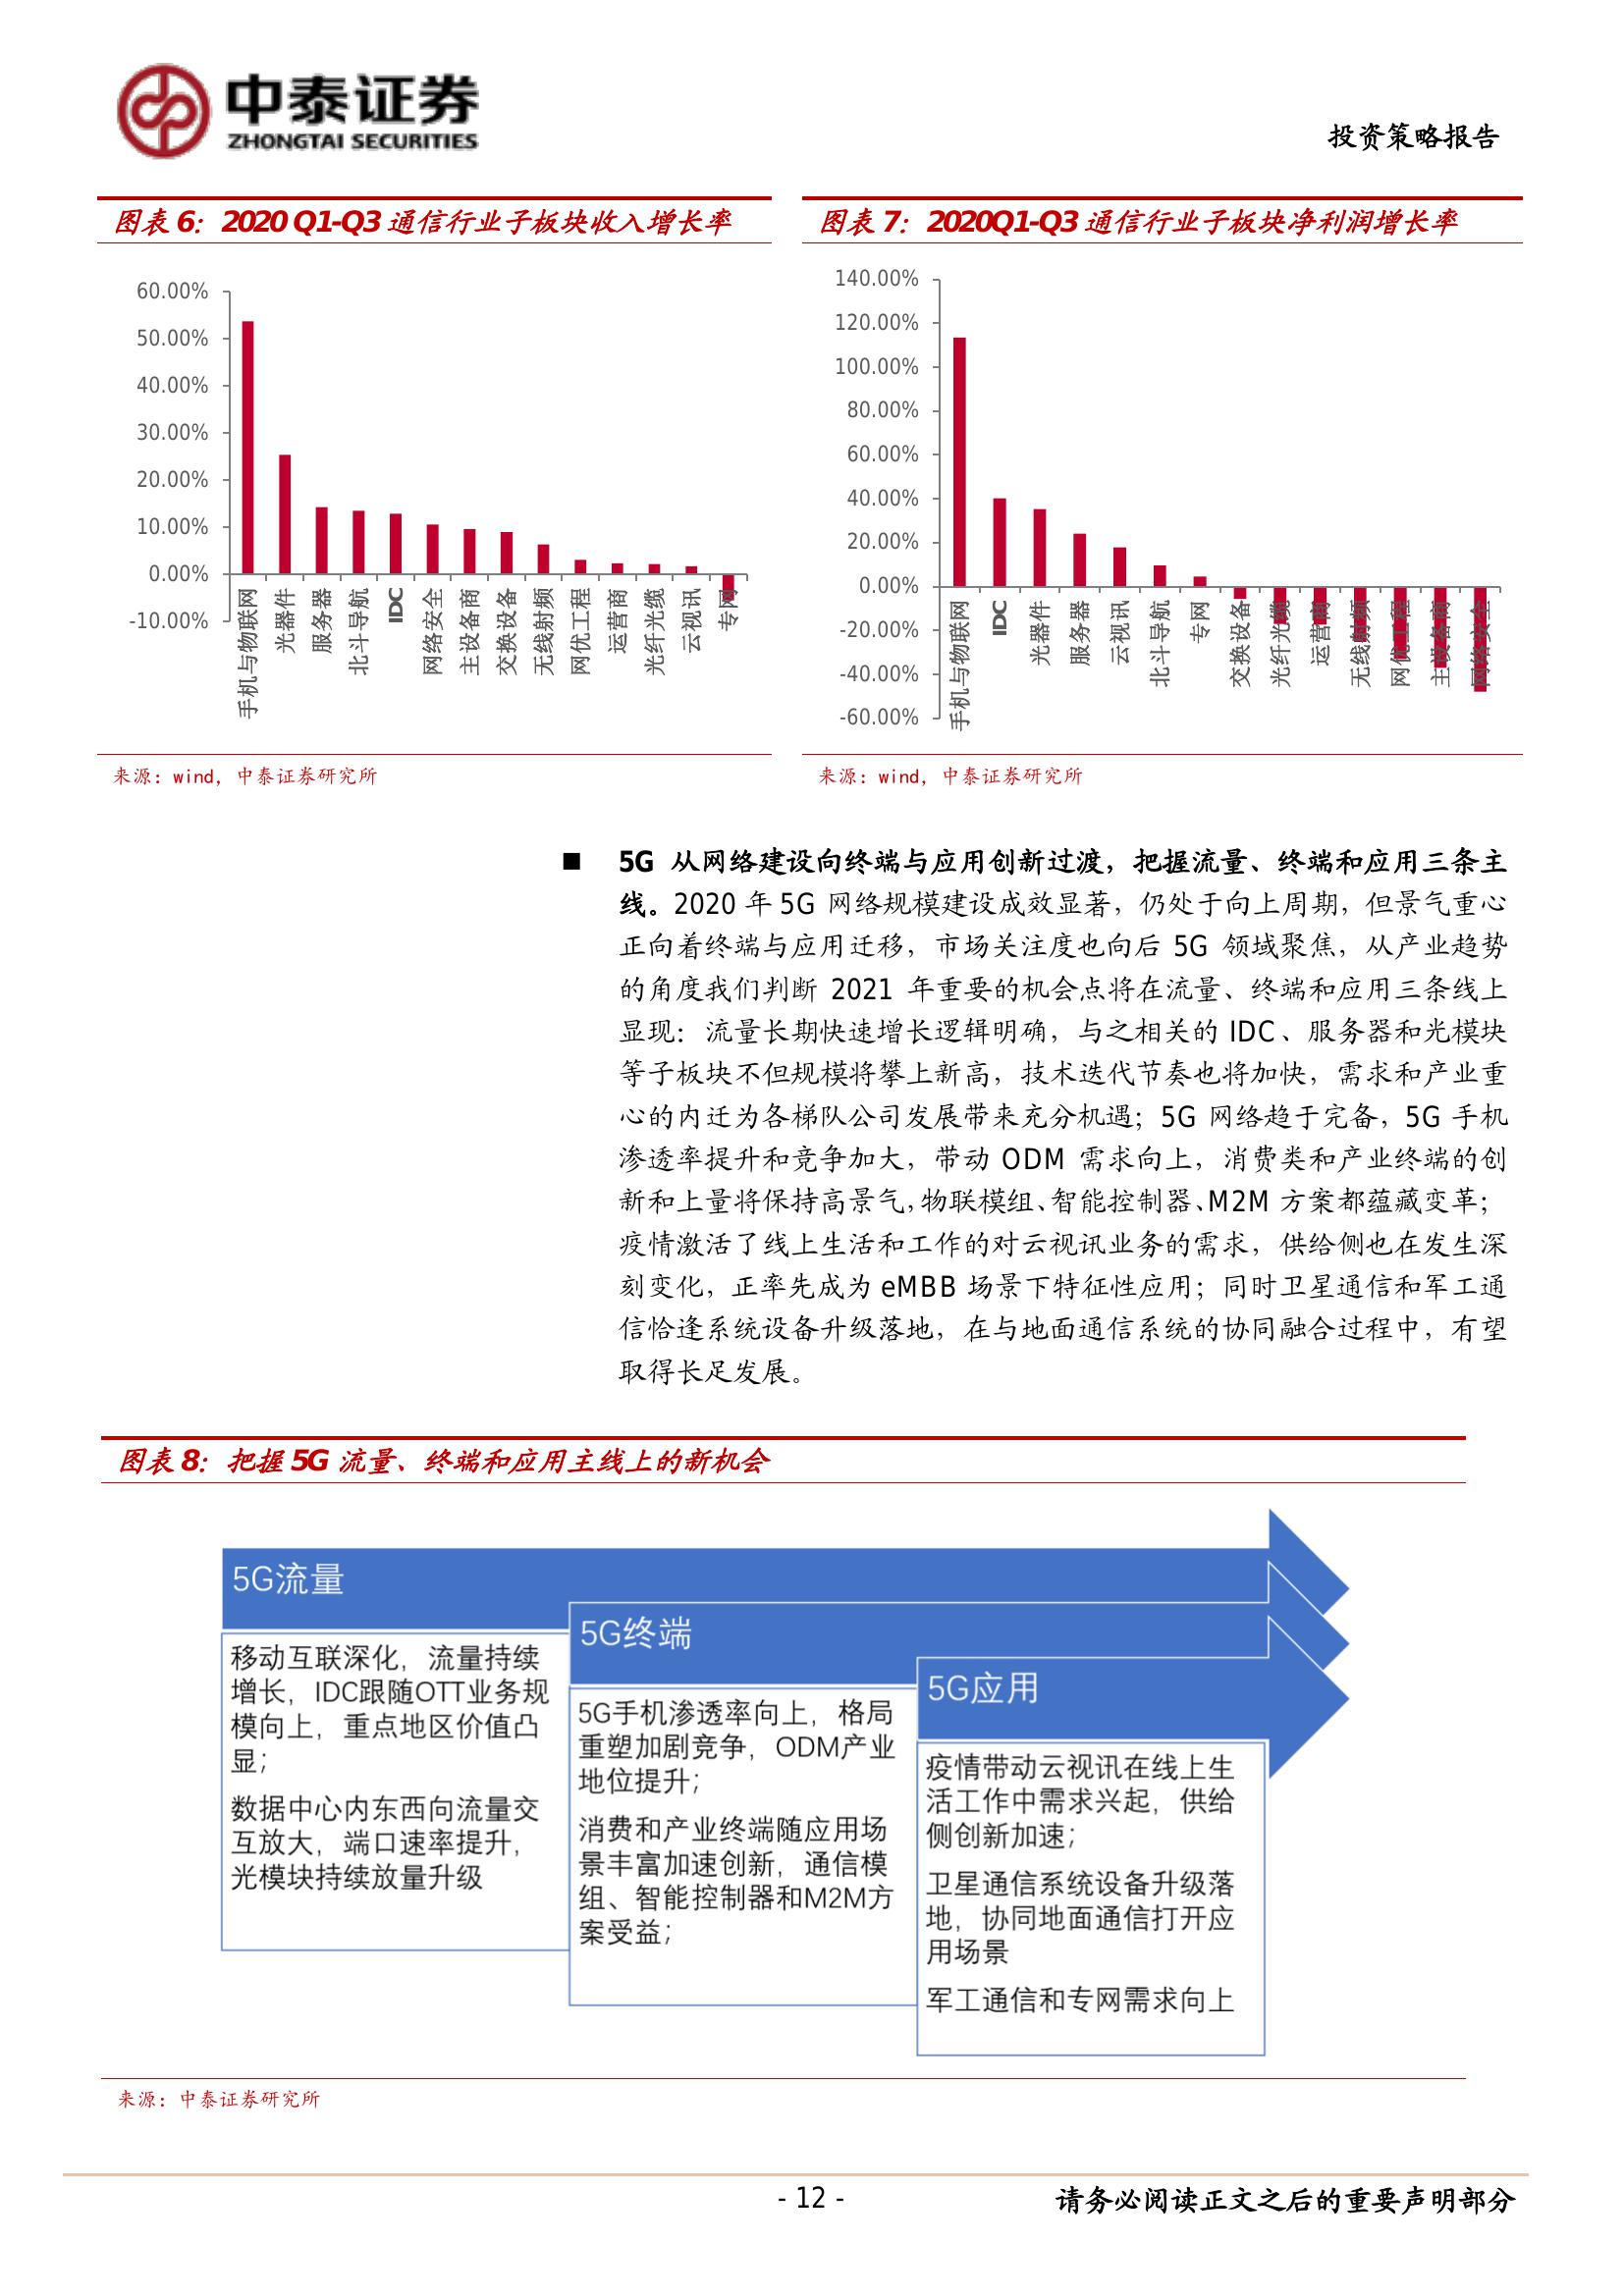 中泰证券
ZHONGTAI SECURITIES
投资策略报告
图表 6：2020 Q1-Q3 通信行业子板块收入增长率
60.00%
50.00%
40.00%
30.00%
20.00%
10.00%
0.00%
-10.00%
手机与物联网
光器件
服务器
北斗导航
IDC
网络安全
主设备商
交换设备
无线射频
网优工程
运营商
光纤光缆
云视讯
专网
来源：wind，中泰证券研究所
图表 7：2020Q1-Q3 通信行业子板块净利润增长率
140.00%
120.00%
100.00%
80.00%
60.00%
40.00%
20.00%
0.00%
-20.00%
-40.00%
-60.00%
手机与物联网
IDC
光器件
服务器
云视讯
北斗导航
专网
交换设备
光纤光缆
运营商
无线射频
网优工程
主设备商
网络安全
来源：wind，中泰证券研究所
■ 5G 从网络建设向终端与应用创新过渡，把握流量、终端和应用三条主
线。2020 年 5G 网络规模建设成效显著，仍处于向上周期，但景气重心
正向着终端与应用迁移，市场关注度也向后 5G 领域聚焦，从产业趋势
的角度我们判断 2021 年重要的机会点将在流量、终端和应用三条线上
显现：流量长期快速增长逻辑明确，与之相关的 IDC、服务器和光模块
等子板块不但规模将攀上新高，技术迭代节奏也将加快，需求和产业重
心的内迁为各梯队公司发展带来充分机遇；5G 网络趋于完备，5G 手机
渗透率提升和竞争加大，带动 ODM 需求向上，消费类和产业终端的创
新和上量将保持高景气，物联模组、智能控制器、M2M 方案都蕴藏变革；
疫情激活了线上生活和工作的对云视讯业务的需求，供给侧也在发生深
刻变化，正率先成为 eMBB 场景下特征性应用；同时卫星通信和军工通
信恰逢系统设备升级落地，在与地面通信系统的协同融合过程中，有望
取得长足发展。
图表 8：把握 5G 流量、终端和应用主线上的新机会
5G流量
移动互联深化，流量持续
增长，IDC跟随OTT业务规
模向上，重点地区价值凸
显；
数据中心内东西向流量交
互放大，端口速率提升，
光模块持续放量升级
5G终端
5G手机渗透率向上，格局
重塑加剧竞争，ODM产业
地位提升；
消费和产业终端随应用场
景丰富加速创新，通信模
组、智能控制器和M2M方
案受益；
5G应用
疫情带动云视讯在线上生
活工作中需求兴起，供给
侧创新加速；
卫星通信系统设备升级落
地，协同地面通信打开应
用场景
军工通信和专网需求向上
来源：中泰证券研究所
- 12 -
请务必阅读正文之后的重要声明部分